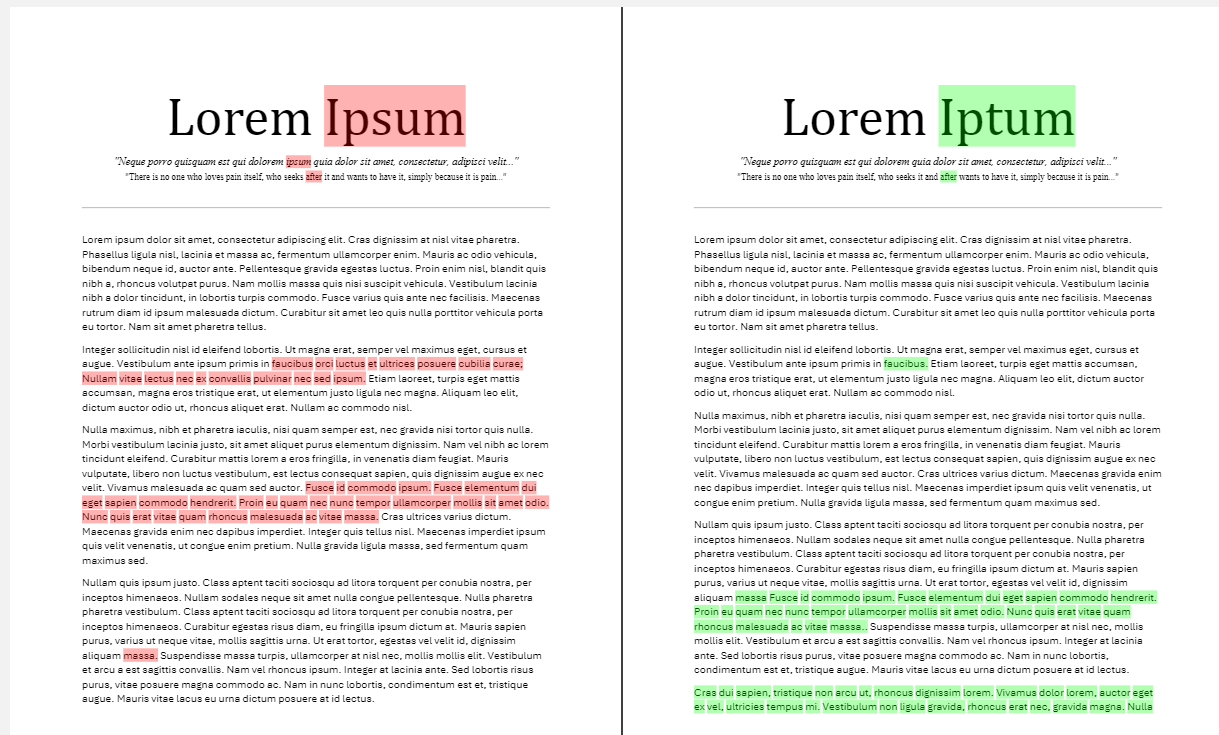 Lorem Ipsum
"Neque porro quisquam est qui dolorem ipsum quia dolor sit amet, consectetur, adipisci velit..."
"There is no one who loves pain itself, who seeks after it and wants to have it, simply because it is pain..."
Lorem ipsum dolor sit amet, consectetur adipiscing elit. Cras dignissim at nisl vitae pharetra.
Phasellus ligula nisl, lacinia et massa ac, fermentum ullamcorper enim. Mauris ac odio vehicula,
bibendum neque id, auctor ante. Pellentesque gravida egestas luctus. Proin enim nisl, blandit quis
nibh a, rhoncus volutpat purus. Nam mollis massa quis nisi suscipit vehicula. Vestibulum lacinia
nibh a dolor tincidunt, in lobortis turpis commodo. Fusce varius quis ante nec facilisis. Maecenas
rutrum diam id ipsum malesuada dictum. Curabitur sit amet leo quis nulla porttitor vehicula porta
eu tortor. Nam sit amet pharetra tellus.
Integer sollicitudin nisl id eleifend lobortis. Ut magna erat, semper vel maximus eget, cursus et
augue. Vestibulum ante ipsum primis in faucibus orci luctus et ultrices posuere cubilia curae;
Nullam vitae lectus nec ex convallis pulvinar nec sed ipsum. Etiam laoreet, turpis eget mattis
accumsan, magna eros tristique erat, ut elementum justo ligula nec magna. Aliquam leo elit,
dictum auctor odio ut, rhoncus aliquet erat. Nullam ac commodo nisl.
Nulla maximus, nibh et pharetra iaculis, nisi quam semper est, nec gravida nisi tortor quis nulla.
Morbi vestibulum lacinia justo, sit amet aliquet purus elementum dignissim. Nam vel nibh ac lorem
tincidunt eleifend. Curabitur mattis lorem a eros fringilla, in venenatis diam feugiat. Mauris
vulputate, libero non luctus vestibulum, est lectus consequat sapien, quis dignissim augue ex nec
velit. Vivamus malesuada ac quam sed auctor. Fusce id commodo ipsum. Fusce elementum dui
eget sapien commodo hendrerit. Proin eu quam nec nunc tempor ullamcorper mollis sit amet odio.
Nunc quis erat vitae quam rhoncus malesuada ac vitae massa. Cras ultrices varius dictum.
Maecenas gravida enim nec dapibus imperdiet. Integer quis tellus nisl. Maecenas imperdiet ipsum
quis velit venenatis, ut congue enim pretium. Nulla gravida ligula massa, sed fermentum quam
maximus sed.
Nullam quis ipsum justo. Class aptent taciti sociosqu ad litora torquent per conubia nostra, per
inceptos himenaeos. Nullam sodales neque sit amet nulla congue pellentesque. Nulla pharetra
pharetra vestibulum. Class aptent taciti sociosqu ad litora torquent per conubia nostra, per
inceptos himenaeos. Curabitur egestas risus diam, eu fringilla ipsum dictum at. Mauris sapien
purus, varius ut neque vitae, mollis sagittis urna. Ut erat tortor, egestas vel velit id, dignissim
aliquam massa. Suspendisse massa turpis, ullamcorper at nisl nec, mollis mollis elit. Vestibulum
et arcu a est sagittis convallis. Nam vel rhoncus ipsum. Integer at lacinia ante. Sed lobortis risus
purus, vitae posuere magna commodo ac. Nam in nunc lobortis, condimentum est et, tristique
augue. Mauris vitae lacus eu urna dictum posuere at id lectus.
Lorem Iptum
"Neque porro quisquam est qui dolorem quia dolor sit amet, consectetur, adipisci velit..."
"There is no one who loves pain itself, who seeks it and after wants to have it, simply because it is pain..."
Lorem ipsum dolor sit amet, consectetur adipiscing elit. Cras dignissim at nisl vitae pharetra.
Phasellus ligula nisl, lacinia et massa ac, fermentum ullamcorper enim. Mauris ac odio vehicula,
bibendum neque id, auctor ante. Pellentesque gravida egestas luctus. Proin enim nisl, blandit quis
nibh a, rhoncus volutpat purus. Nam mollis massa quis nisi suscipit vehicula. Vestibulum lacinia
nibh a dolor tincidunt, in lobortis turpis commodo. Fusce varius quis ante nec facilisis. Maecenas
rutrum diam id ipsum malesuada dictum. Curabitur sit amet leo quis nulla porttitor vehicula porta
eu tortor. Nam sit amet pharetra tellus.
Integer sollicitudin nisl id eleifend lobortis. Ut magna erat, semper vel maximus eget, cursus et
augue. Vestibulum ante ipsum primis in faucibus. Etiam laoreet, turpis eget mattis accumsan,
magna eros tristique erat, ut elementum justo ligula nec magna. Aliquam leo elit, dictum auctor
odio ut, rhoncus aliquet erat. Nullam ac commodo nisl.
Nulla maximus, nibh et pharetra iaculis, nisi quam semper est, nec gravida nisi tortor quis nulla.
Morbi vestibulum lacinia justo, sit amet aliquet purus elementum dignissim. Nam vel nibh ac lorem
tincidunt eleifend. Curabitur mattis lorem a eros fringilla, in venenatis diam feugiat. Mauris
vulputate, libero non luctus vestibulum, est lectus consequat sapien, quis dignissim augue ex nec
velit. Vivamus malesuada ac quam sed auctor. Cras ultrices varius dictum. Maecenas gravida enim
nec dapibus imperdiet. Integer quis tellus nisl. Maecenas imperdiet ipsum quis velit venenatis, ut
congue enim pretium. Nulla gravida ligula massa, sed fermentum quam maximus sed.
Nullam quis ipsum justo. Class aptent taciti sociosqu ad litora torquent per conubia nostra, per
inceptos himenaeos. Nullam sodales neque sit amet nulla congue pellentesque. Nulla pharetra
pharetra vestibulum. Class aptent taciti sociosqu ad litora torquent per conubia nostra, per
inceptos himenaeos. Curabitur egestas risus diam, eu fringilla ipsum dictum at. Mauris sapien
purus, varius ut neque vitae, mollis sagittis urna. Ut erat tortor, egestas vel velit id, dignissim
aliquam massa Fusce id commodo ipsum. Fusce elementum dui eget sapien commodo hendrerit.
Proin eu quam nec nunc tempor ullamcorper mollis sit amet odio. Nunc quis erat vitae quam
rhoncus malesuada ac vitae massa.. Suspendisse massa turpis, ullamcorper at nisl nec, mollis
mollis elit. Vestibulum et arcu a est sagittis convallis. Nam vel rhoncus ipsum. Integer at lacinia
ante. Sed lobortis risus purus, vitae posuere magna commodo ac. Nam in nunc lobortis,
condimentum est et, tristique augue. Mauris vitae lacus eu urna dictum posuere at id lectus.
Cras dui sapien, tristique non arcu ut, rhoncus dignissim lorem. Vivamus dolor lorem, auctor eget
ex vel, ultricies tempus mi. Vestibulum non ligula gravida, rhoncus erat nec, gravida magna. Nulla